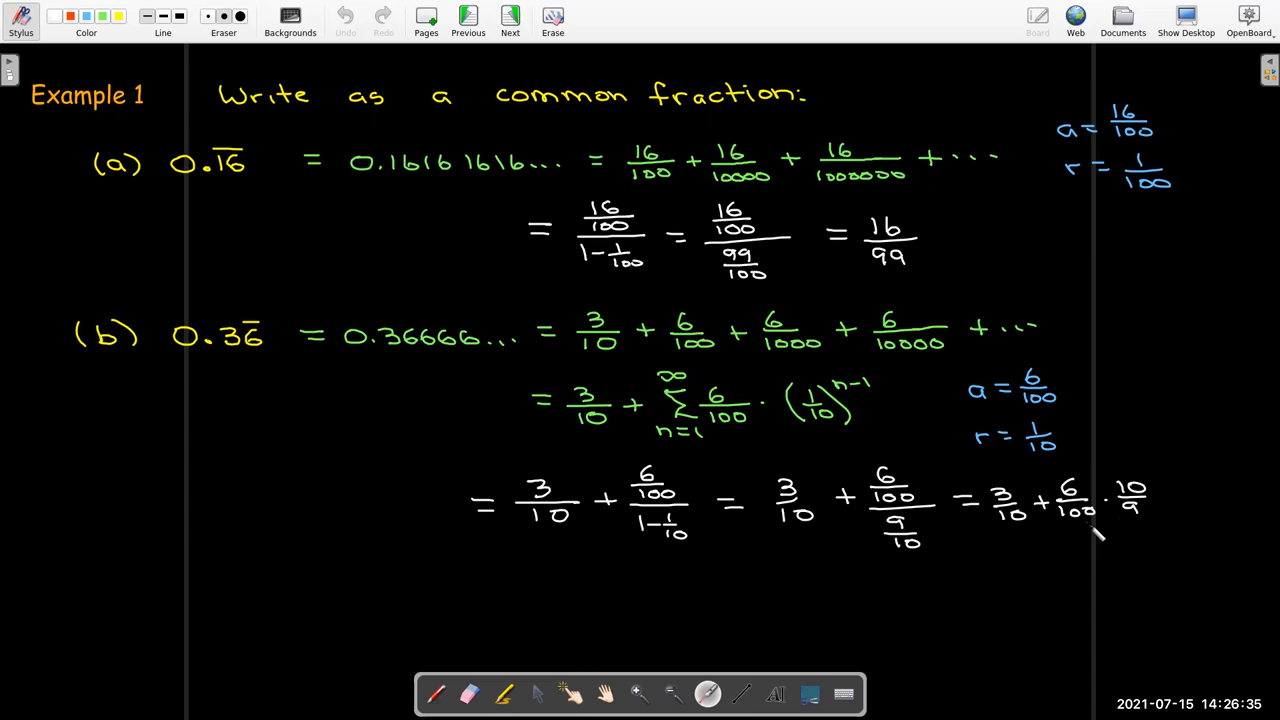 Stylus Color Line Eraser Backgrounds Undo Redo Pages Previous Next Erase Board Web Documents Show Desktop OpenBoard
Example 1 Write as a common fraction:
(a) 0.1̅6̅ = 0.16161616... = 16/100 + 16/10000 + 16/1000000 + ...
a = 16/100
r = 1/100
= (16/100)/(1 - 1/100) = (16/100)/(99/100) = 16/99
(b) 0.36̅ = 0.36666... = 3/10 + 6/100 + 6/1000 + 6/10000 + ...
= 3/10 + ∑_{n=1}^{∞} 6/100 · (1/10)^{n-1}
a = 6/100
r = 1/10
= 3/10 + (6/100)/(1 - 1/10) = 3/10 + (6/100)/(9/10) = 3/10 + 6/100 · 10/9
AI
2021-07-15 14:26:35